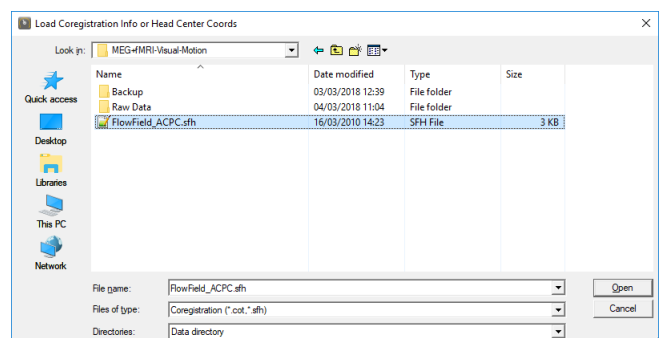 Load Coregistration Info or Head Center Coords
Look in: MEG+fMRI-Visual-Motion
Name Date modified Type Size
Quick access
Backup 03/03/2018 12:39 File folder
Raw Data 04/03/2018 11:04 File folder
FlowField_ACPC.sfh 16/03/2010 14:23 SFH File 3 KB
Desktop
Libraries
This PC
Network
File name: FlowField_ACPC.sfh Open
Files of type: Coregistration (*.cot,*.sfh) Cancel
Directories: Data directory